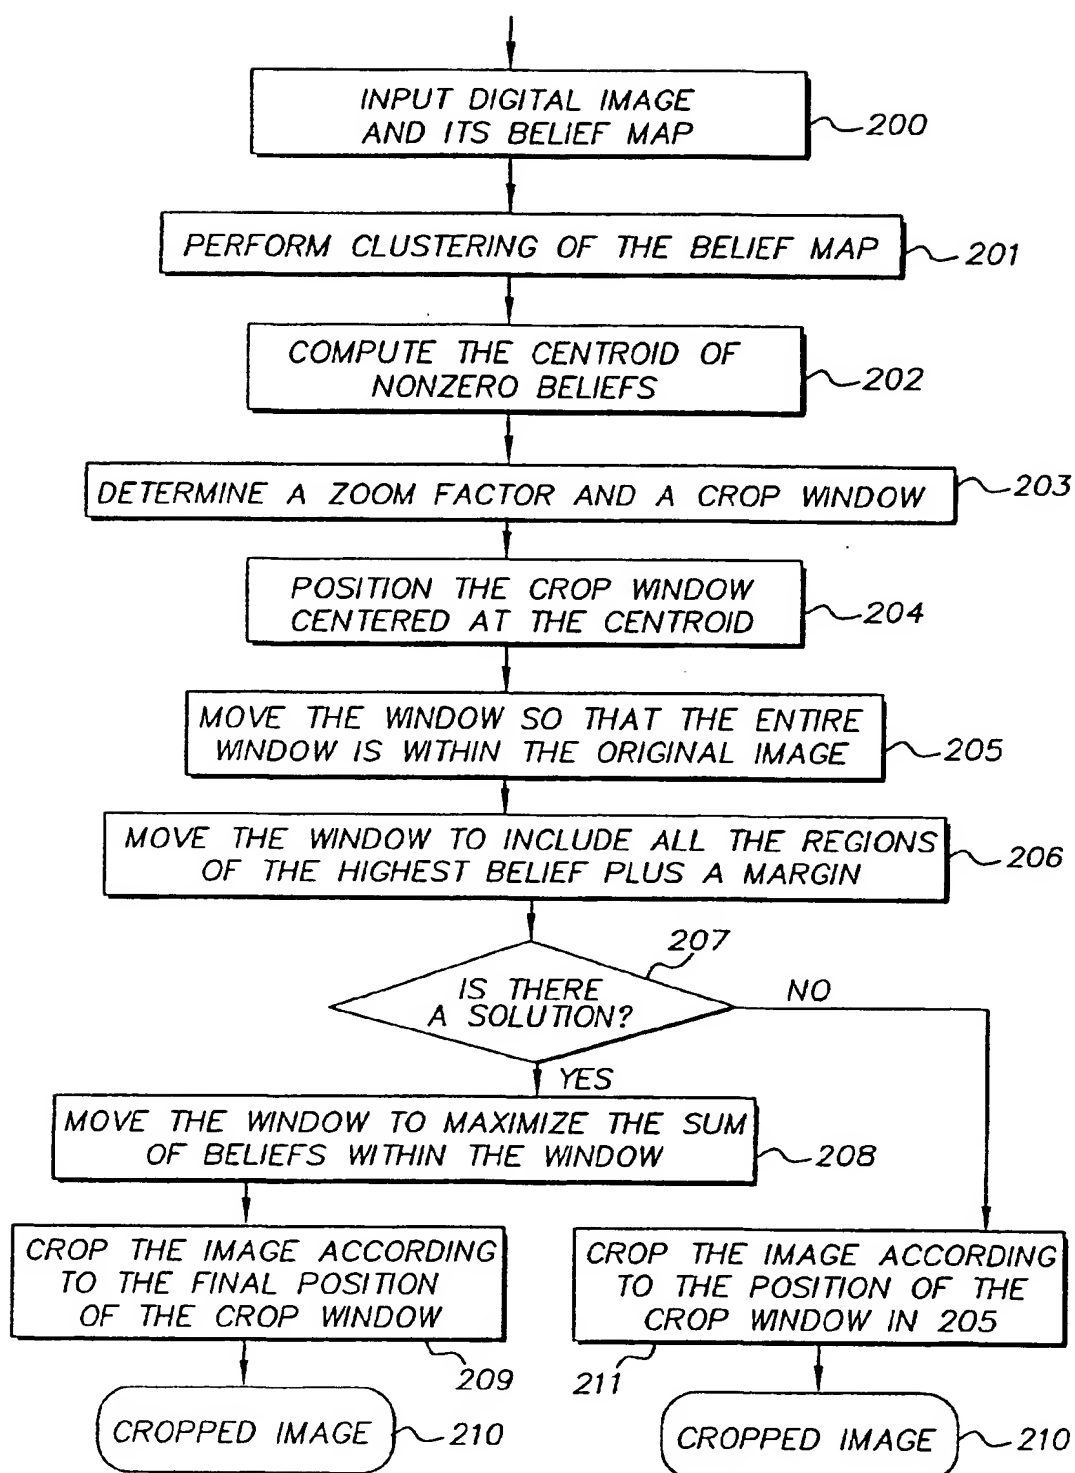 INPUT DIGITAL IMAGE
AND ITS BELIEF MAP
200
PERFORM CLUSTERING OF THE BELIEF MAP
201
COMPUTE THE CENTROID OF
NONZERO BELIEFS
202
DETERMINE A ZOOM FACTOR AND A CROP WINDOW
203
POSITION THE CROP WINDOW
CENTERED AT THE CENTROID
204
MOVE THE WINDOW SO THAT THE ENTIRE
WINDOW IS WITHIN THE ORIGINAL IMAGE
205
MOVE THE WINDOW TO INCLUDE ALL THE REGIONS
OF THE HIGHEST BELIEF PLUS A MARGIN
206
207
IS THERE
A SOLUTION?
NO
YES
MOVE THE WINDOW TO MAXIMIZE THE SUM
OF BELIEFS WITHIN THE WINDOW
208
CROP THE IMAGE ACCORDING
TO THE FINAL POSITION
OF THE CROP WINDOW
209
CROPPED IMAGE
210
CROP THE IMAGE ACCORDING
TO THE POSITION OF THE
CROP WINDOW IN 205
211
CROPPED IMAGE
210